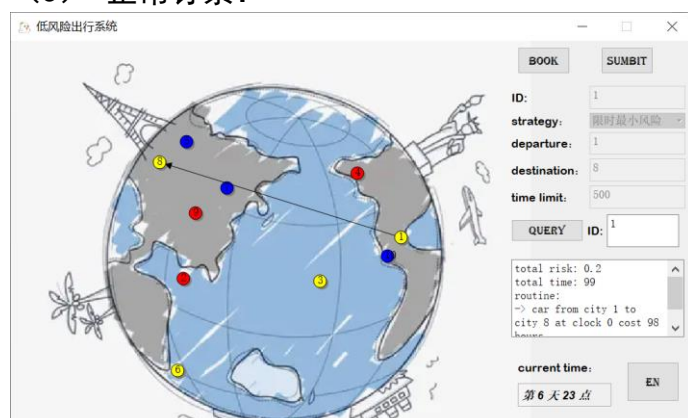 低风险出行系统
BOOK SUMBIT
ID: 1
strategy: 限时最小风险
departure: 1
destination: 8
time limit: 500
QUERY ID: 1
total risk: 0.2
total time: 99
routine:
-> car from city 1 to
city 8 at clock 0 cost 98
hours
current time:
第 6 天 23 点
EN
8
4
1
3
6